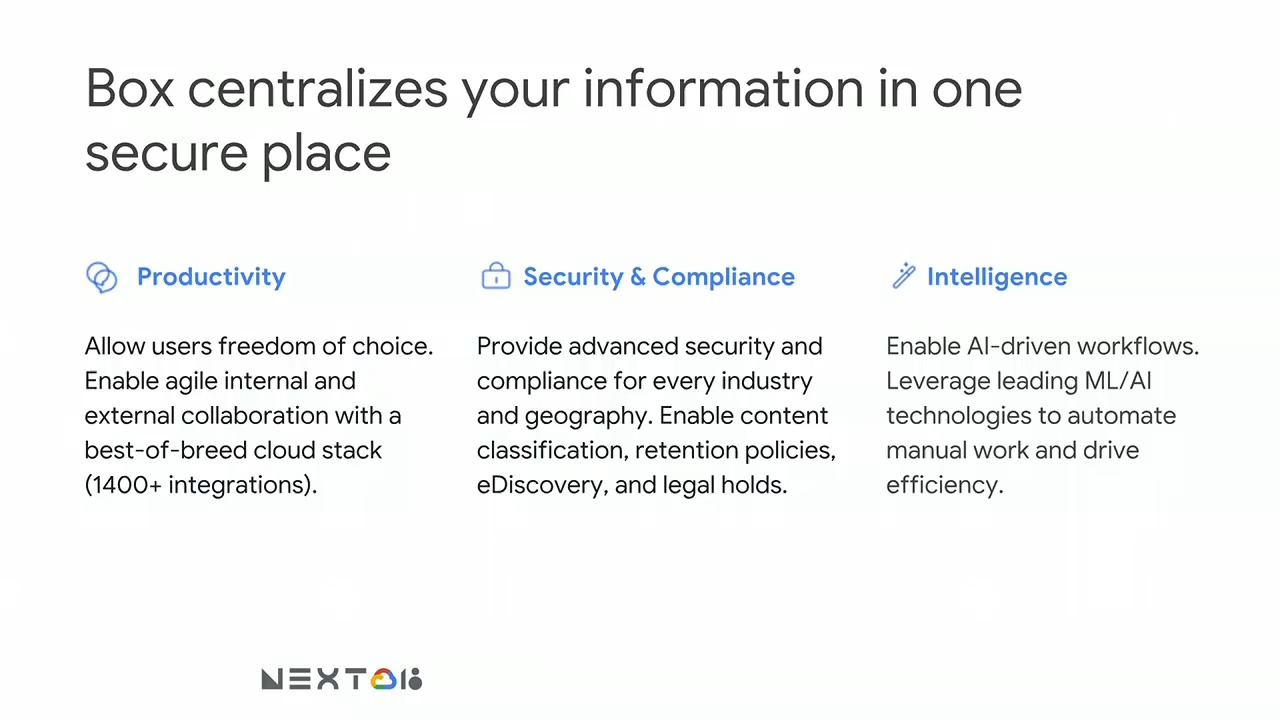 Box centralizes your information in one
secure place
Productivity
Allow users freedom of choice.
Enable agile internal and
external collaboration with a
best-of-breed cloud stack
(1400+ integrations).
Security & Compliance
Provide advanced security and
compliance for every industry
and geography. Enable content
classification, retention policies,
eDiscovery, and legal holds.
Intelligence
Enable AI-driven workflows.
Leverage leading ML/AI
technologies to automate
manual work and drive
efficiency.
NEXT 18